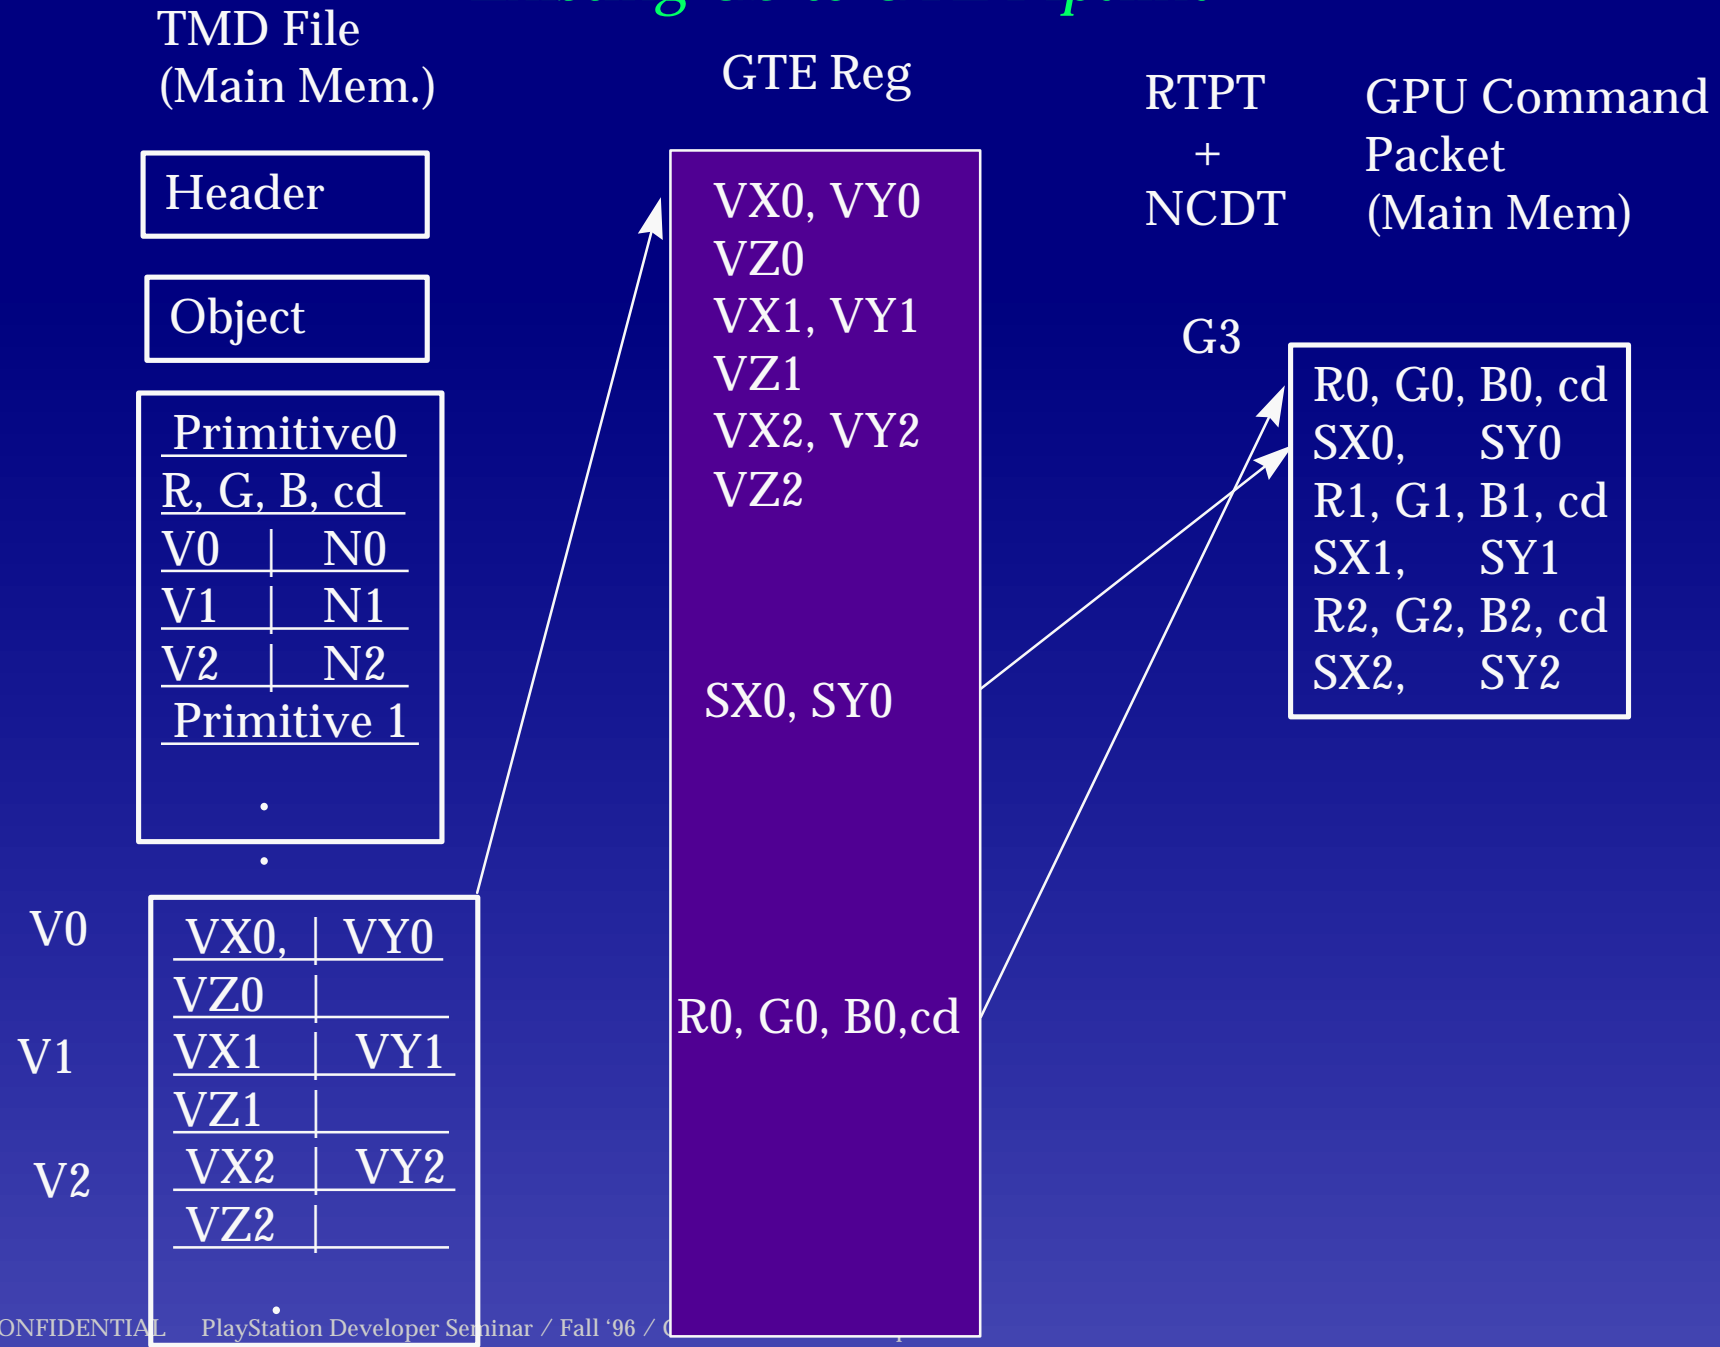 TMD File
(Main Mem.)
Header
Object
Primitive0
R, G, B, cd
V0 | N0
V1 | N1
V2 | N2
Primitive 1
.
.
V0
VX0, | VY0
VZ0 |
V1
VX1 | VY1
VZ1 |
V2
VX2 | VY2
VZ2 |
.
GTE Reg
VX0, VY0
VZ0
VX1, VY1
VZ1
VX2, VY2
VZ2
SX0, SY0
R0, G0, B0,cd
RTPT
+
NCDT
GPU Command
Packet
(Main Mem)
G3
R0, G0, B0, cd
SX0, SY0
R1, G1, B1, cd
SX1, SY1
R2, G2, B2, cd
SX2, SY2
ONFIDENTIAL PlayStation Developer Seminar / Fall ‘96 /